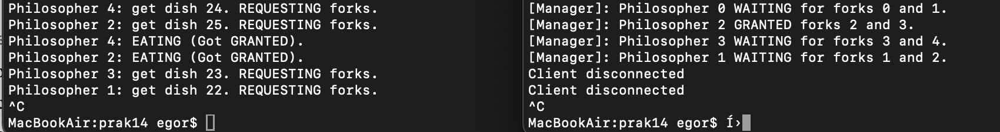 Philosopher 4: get dish 24. REQUESTING forks.
Philosopher 2: get dish 25. REQUESTING forks.
Philosopher 4: EATING (Got GRANTED).
Philosopher 2: EATING (Got GRANTED).
Philosopher 3: get dish 23. REQUESTING forks.
Philosopher 1: get dish 22. REQUESTING forks.
^C
MacBookAir:prak14 egor$
[Manager]: Philosopher 0 WAITING for forks 0 and 1.
[Manager]: Philosopher 2 GRANTED forks 2 and 3.
[Manager]: Philosopher 3 WAITING for forks 3 and 4.
[Manager]: Philosopher 1 WAITING for forks 1 and 2.
Client disconnected
Client disconnected
^C
MacBookAir:prak14 egor$ Í›